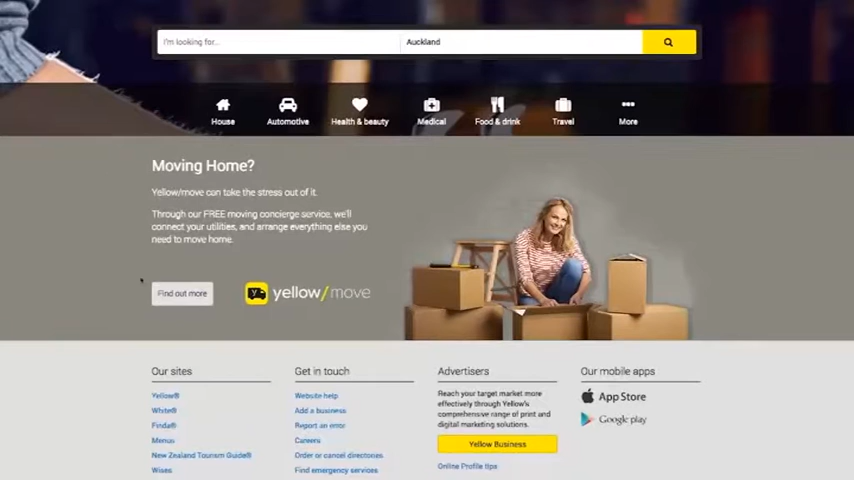 I'm looking for...
Auckland
House
Automotive
Health & beauty
Medical
Food & drink
Travel
More
Moving Home?
Yellow/move can take the stress out of it.
Through our FREE moving concierge service, we'll
connect your utilities, and arrange everything else you
need to move home.
Find out more
yellow/move
Our sites
Yellow®
White®
Finda®
Menus
New Zealand Tourism Guide®
Wises
Get in touch
Website help
Add a business
Report an error
Careers
Order or cancel directories
Find emergency services
Advertisers
Reach your target market more
effectively through Yellow's
comprehensive range of print and
digital marketing solutions.
Yellow Business
Online Profile tips
Our mobile apps
App Store
Google play